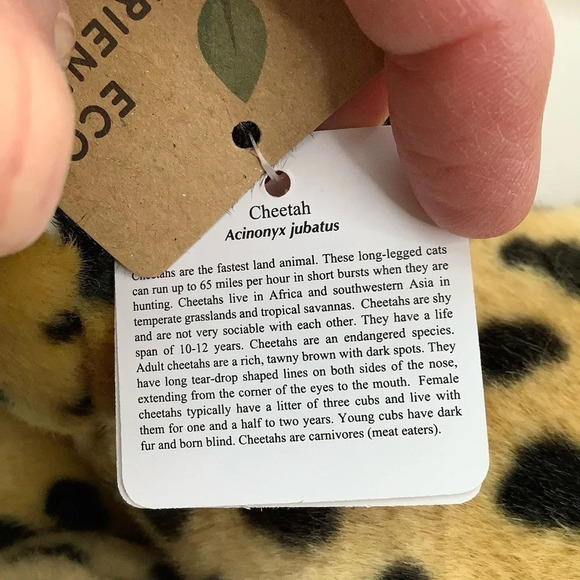 ECO
RIEN
Cheetah
Acinonyx jubatus
Cheetahs are the fastest land animal. These long-legged cats
can run up to 65 miles per hour in short bursts when they are
hunting. Cheetahs live in Africa and southwestern Asia in
temperate grasslands and tropical savannas. Cheetahs are shy
and are not very sociable with each other. They have a life
span of 10-12 years. Cheetahs are an endangered species.
Adult cheetahs are a rich, tawny brown with dark spots. They
have long tear-drop shaped lines on both sides of the nose,
extending from the corner of the eyes to the mouth. Female
cheetahs typically have a litter of three cubs and live with
them for one and a half to two years. Young cubs have dark
fur and born blind. Cheetahs are carnivores (meat eaters).